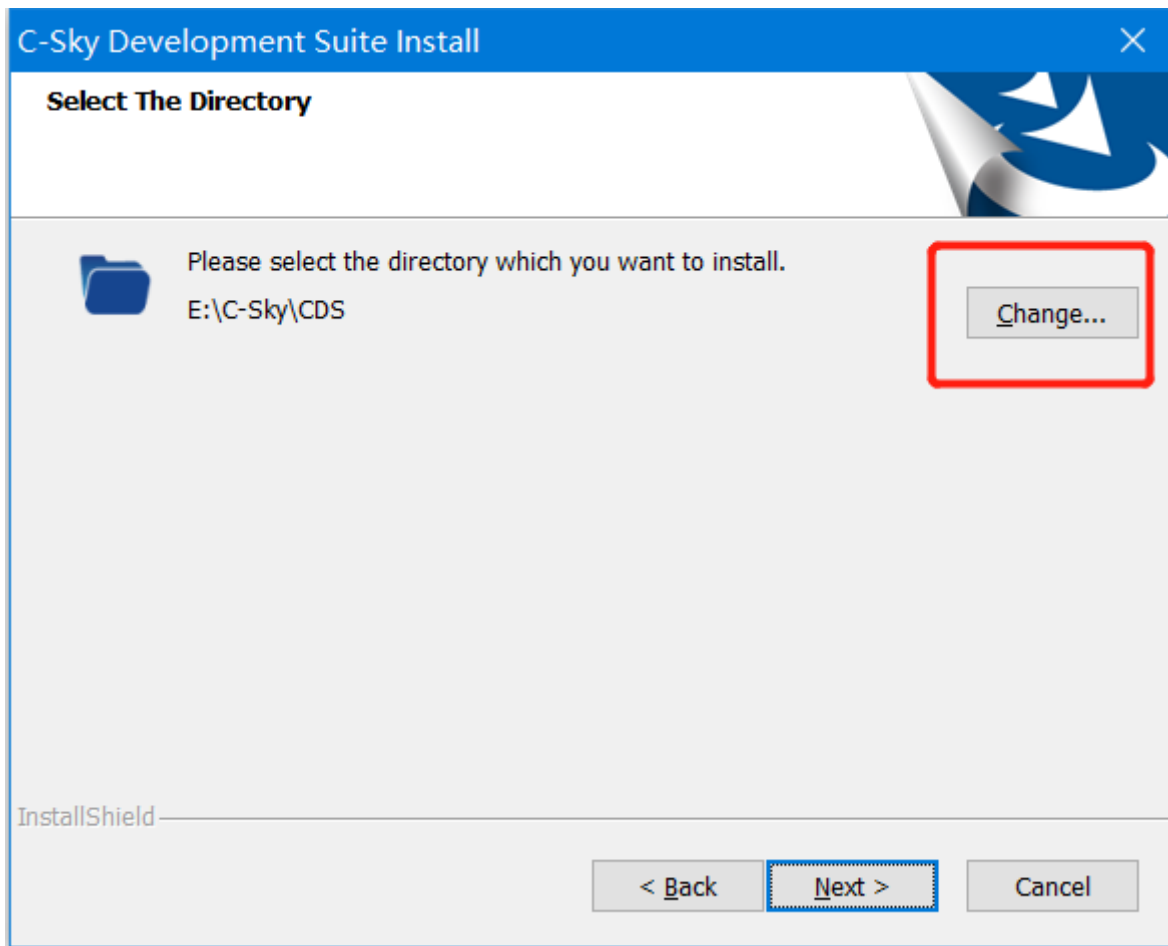 C-Sky Development Suite Install
Select The Directory
Please select the directory which you want to install.
E:\C-Sky\CDS
Change...
InstallShield
< Back
Next >
Cancel